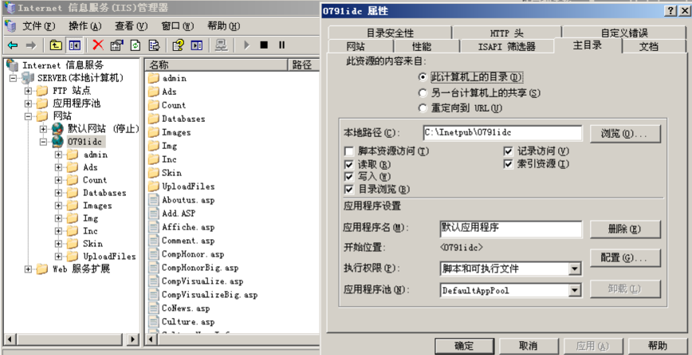 Internet 信息服务(IIS)管理器
文件(F) 操作(A) 查看(V) 窗口(W) 帮助(H)
Internet 信息服务
SERVER(本地计算机)
FTP 站点
应用程序池
网站
默认网站 (停止)
0791idc
admin
Ads
Count
Databases
Images
Img
Inc
Skin
UploadFiles
Web 服务扩展
名称 路径
admin
Ads
Count
Databases
Images
Img
Inc
Skin
UploadFiles
Aboutus.asp
Add.ASP
Affiche.asp
Comment.asp
CompHonor.asp
CompHonorBig.asp
CompVisualize.asp
CompVisualizeBig.asp
CoNews.asp
Culture.asp
0791idc 属性
目录安全性 HTTP 头 自定义错误
网站 性能 ISAPI 筛选器 主目录 文档
此资源的内容来自:
此计算机上的目录(D)
另一台计算机上的共享(S)
重定向到 URL(U)
本地路径(C): C:\Inetpub\0791idc 浏览(O)...
脚本资源访问(T) 记录访问(V)
读取(R) 索引资源(I)
写入(W)
目录浏览(B)
应用程序设置
应用程序名(M): 默认应用程序 删除(E)
开始位置: <0791idc>
执行权限(P): 脚本和可执行文件 配置(G)...
应用程序池(N): DefaultAppPool 卸载(L)
确定 取消 应用(A) 帮助